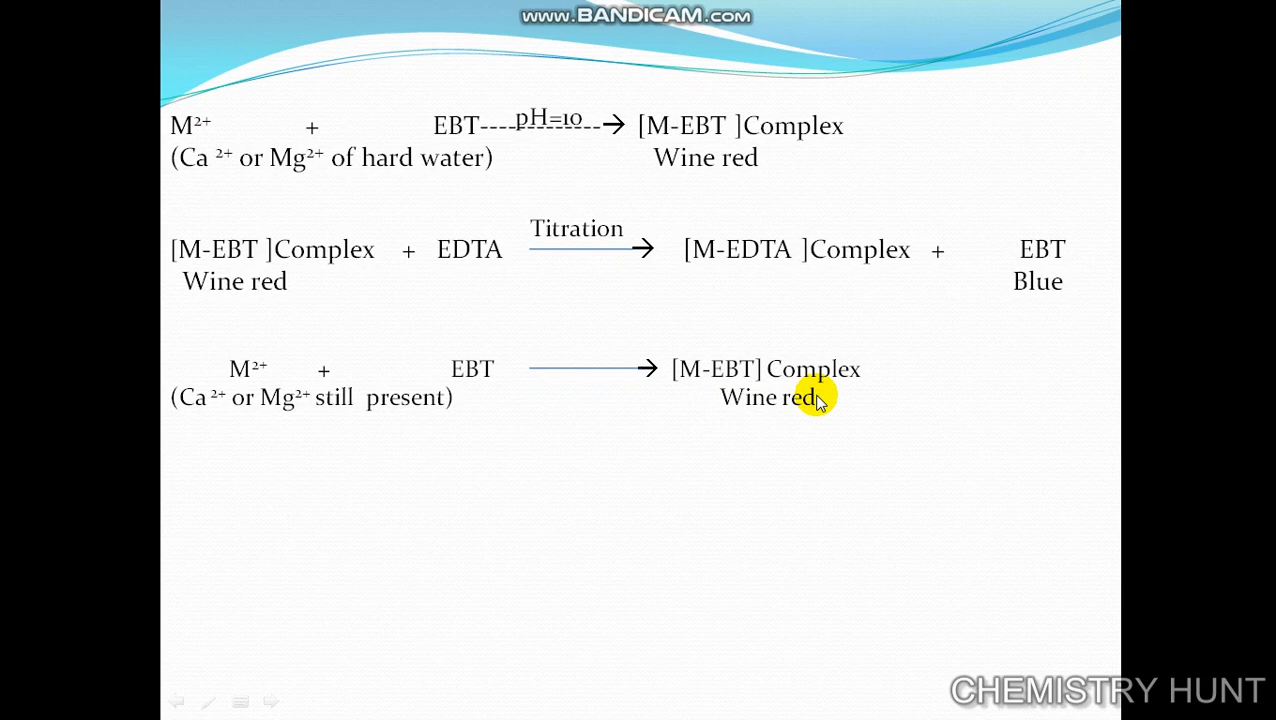 www.BANDICAM.com
M²⁺ + EBT------pH=10------→ [M-EBT ]Complex
(Ca ²⁺ or Mg²⁺ of hard water) Wine red
Titration
[M-EBT ]Complex + EDTA → [M-EDTA ]Complex + EBT
Wine red Blue
M²⁺ + EBT → [M-EBT] Complex
(Ca ²⁺ or Mg²⁺ still present) Wine red
CHEMISTRY HUNT